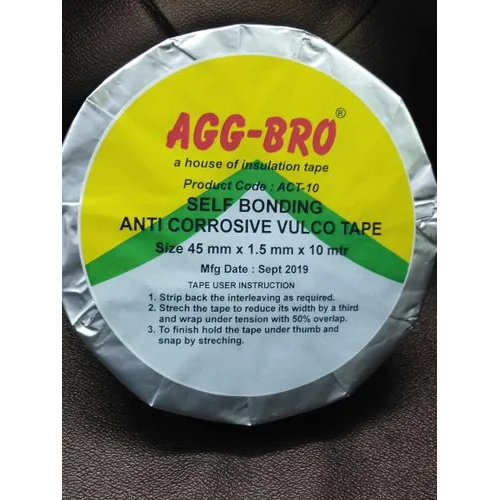 AGG-BRO®
a house of insulation tape
Product Code : ACT-10
SELF BONDING
ANTI CORROSIVE VULCO TAPE
Size 45 mm x 1.5 mm x 10 mtr
Mfg Date : Sept 2019
TAPE USER INSTRUCTION
1. Strip back the interleaving as required.
2. Strech the tape to reduce its width by a third
and wrap under tension with 50% overlap.
3. To finish hold the tape under thumb and
snap by streching.